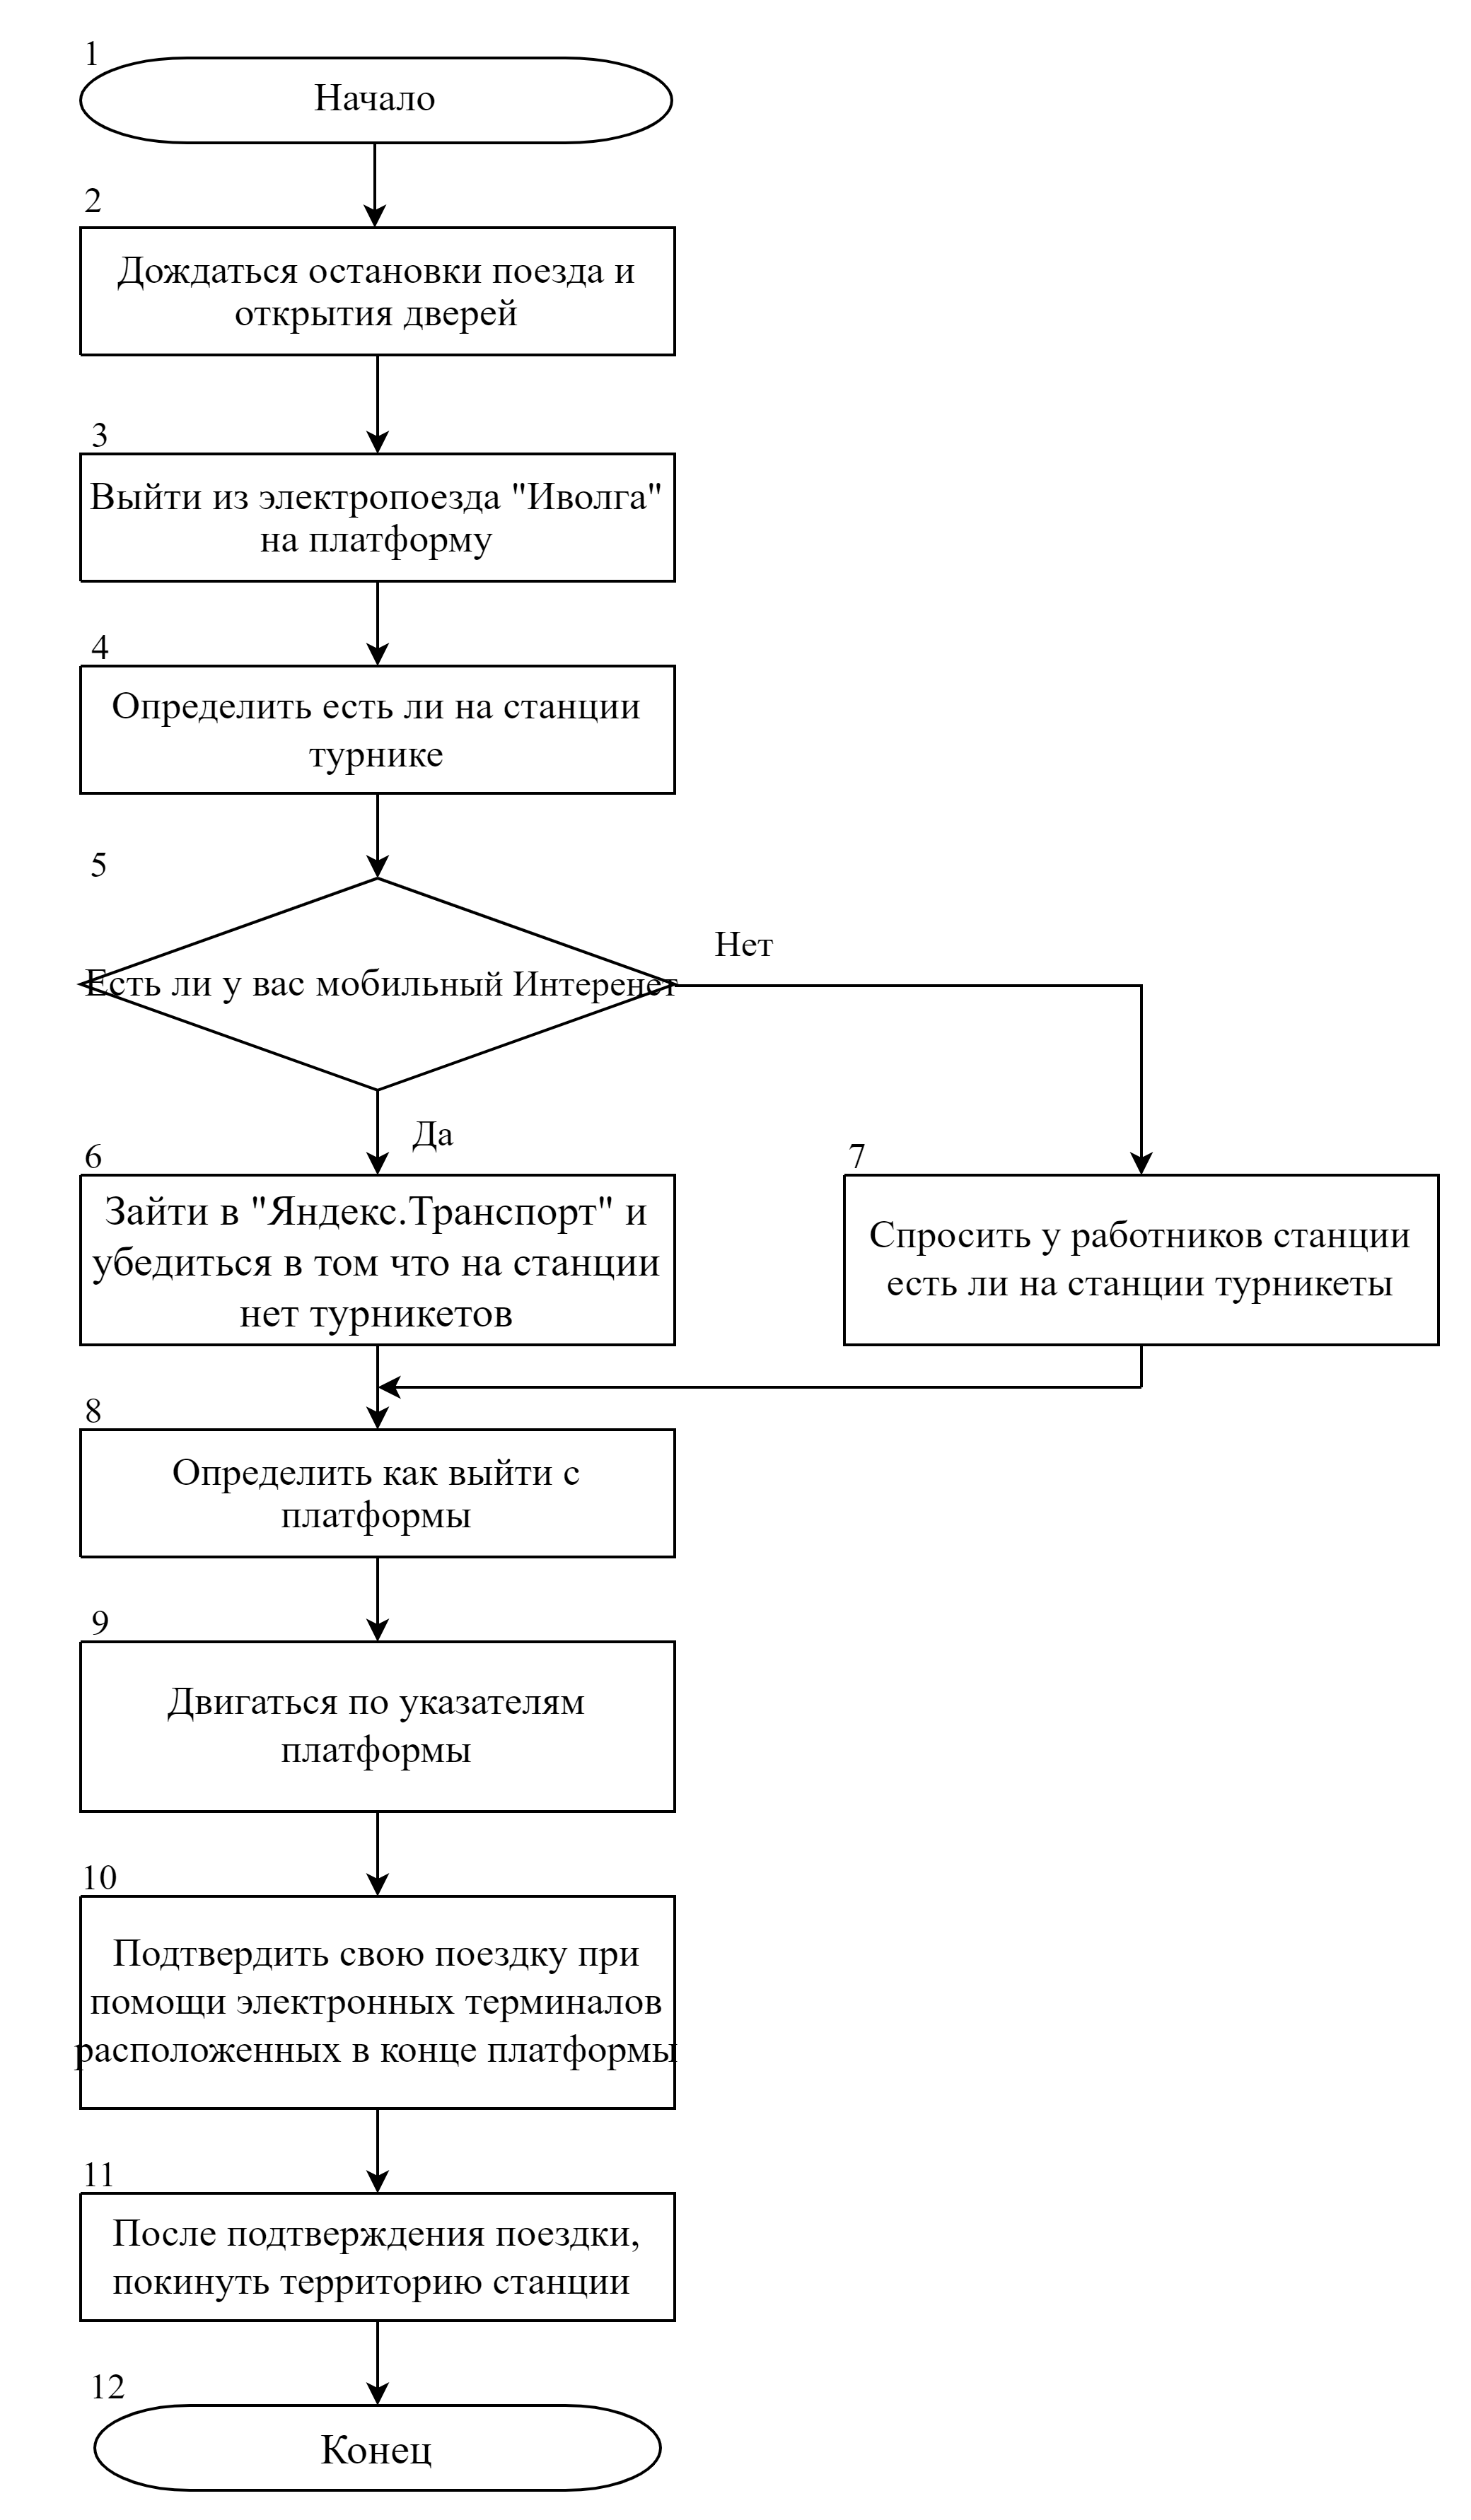 1
Начало
2
Дождаться остановки поезда и
открытия дверей
3
Выйти из электропоезда "Иволга"
на платформу
4
Определить есть ли на станции
турнике
5
Есть ли у вас мобильный Интеренет
Нет
Да
6
Зайти в "Яндекс.Транспорт" и
убедиться в том что на станции
нет турникетов
7
Спросить у работников станции
есть ли на станции турникеты
8
Определить как выйти с
платформы
9
Двигаться по указателям
платформы
10
Подтвердить свою поездку при
помощи электронных терминалов
расположенных в конце платформы
11
После подтверждения поездки,
покинуть территорию станции
12
Конец